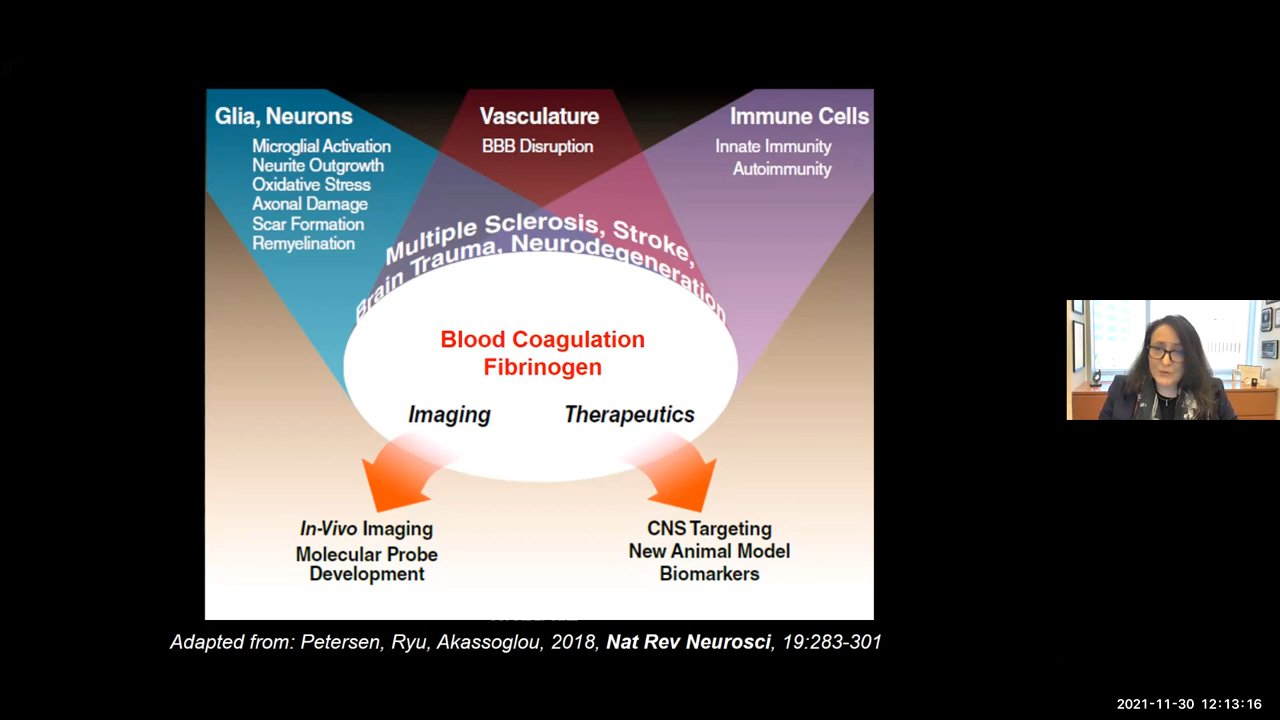 Glia, Neurons
Microglial Activation
Neurite Outgrowth
Oxidative Stress
Axonal Damage
Scar Formation
Remyelination
Vasculature
BBB Disruption
Immune Cells
Innate Immunity
Autoimmunity
Multiple Sclerosis, Stroke,
Brain Trauma, Neurodegeneration
Blood Coagulation
Fibrinogen
Imaging
Therapeutics
In-Vivo Imaging
Molecular Probe
Development
CNS Targeting
New Animal Model
Biomarkers
Adapted from: Petersen, Ryu, Akassoglou, 2018, Nat Rev Neurosci, 19:283-301
2021-11-30 12:13:16